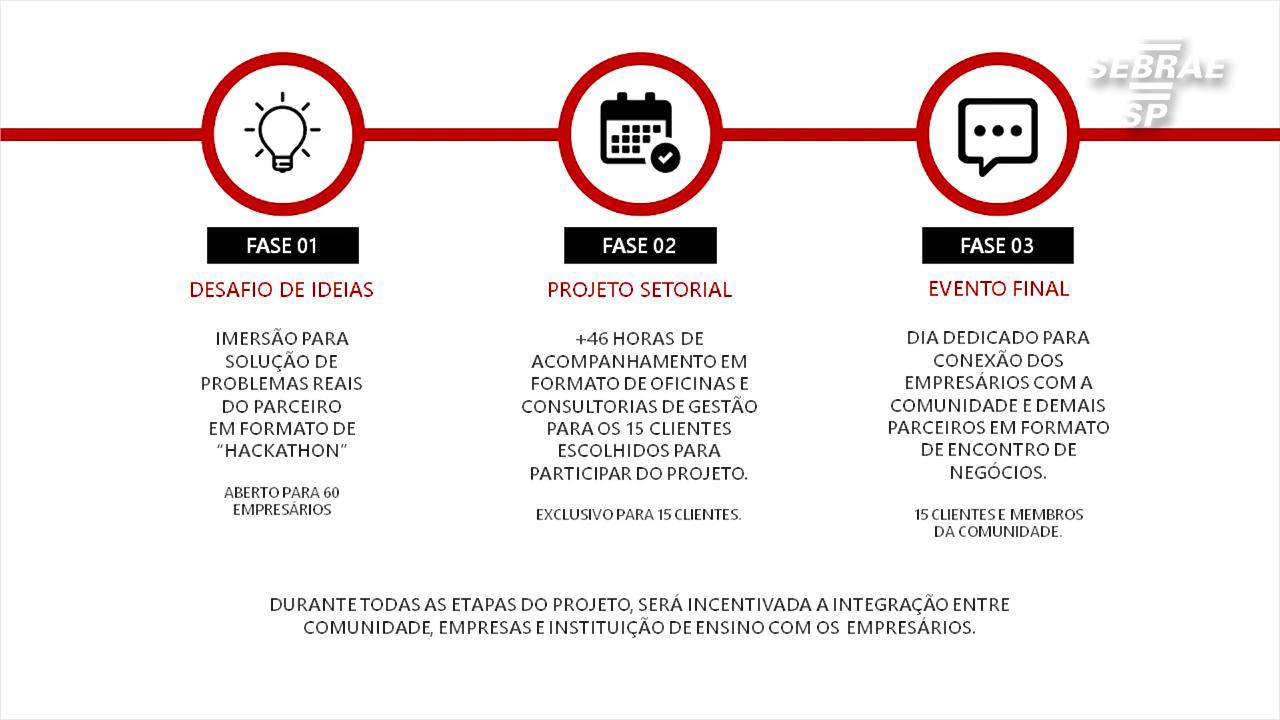 SEBRAE
SP
FASE 01
DESAFIO DE IDEIAS
IMERSÃO PARA
SOLUÇÃO DE
PROBLEMAS REAIS
DO PARCEIRO
EM FORMATO DE
“HACKATHON”
ABERTO PARA 60
EMPRESÁRIOS
FASE 02
PROJETO SETORIAL
+46 HORAS DE
ACOMPANHAMENTO EM
FORMATO DE OFICINAS E
CONSULTORIAS DE GESTÃO
PARA OS 15 CLIENTES
ESCOLHIDOS PARA
PARTICIPAR DO PROJETO.
EXCLUSIVO PARA 15 CLIENTES.
FASE 03
EVENTO FINAL
DIA DEDICADO PARA
CONEXÃO DOS
EMPRESÁRIOS COM A
COMUNIDADE E DEMAIS
PARCEIROS EM FORMATO
DE ENCONTRO DE
NEGÓCIOS.
15 CLIENTES E MEMBROS
DA COMUNIDADE.
DURANTE TODAS AS ETAPAS DO PROJETO, SERÁ INCENTIVADA A INTEGRAÇÃO ENTRE
COMUNIDADE, EMPRESAS E INSTITUIÇÃO DE ENSINO COM OS EMPRESÁRIOS.